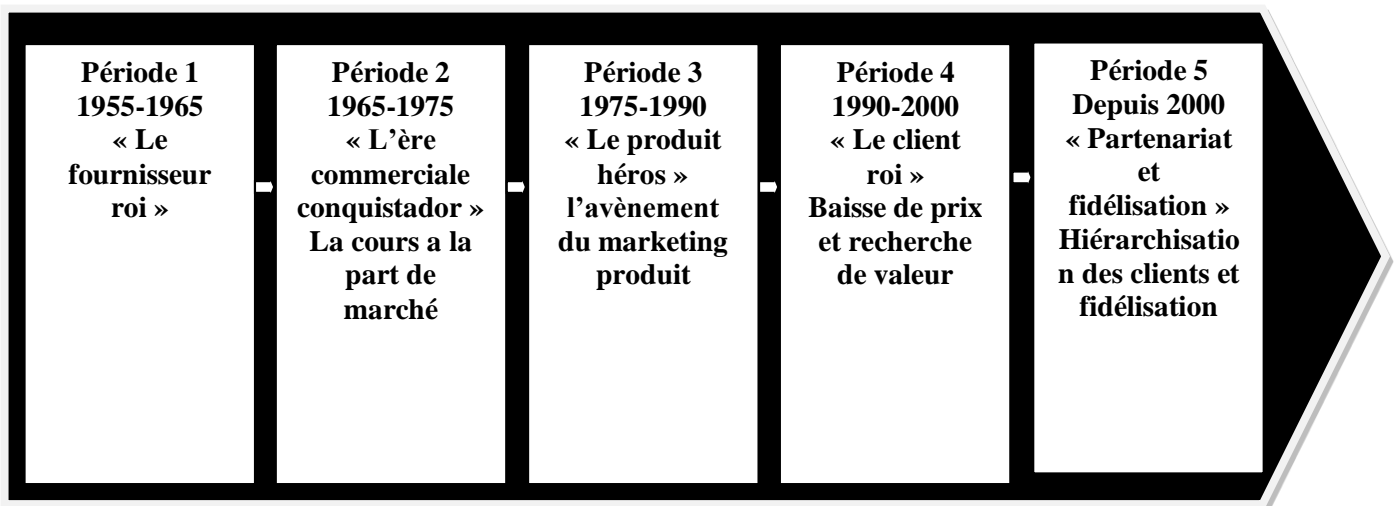 Période 1
1955-1965
« Le
fournisseur
roi »
Période 2
1965-1975
« L’ère
commerciale
conquistador »
La cours a la
part de
marché
Période 3
1975-1990
« Le produit
héros »
l’avènement
du marketing
produit
Période 4
1990-2000
« Le client
roi »
Baisse de prix
et recherche
de valeur
Période 5
Depuis 2000
« Partenariat
et
fidélisation »
Hiérarchisatio
n des clients et
fidélisation